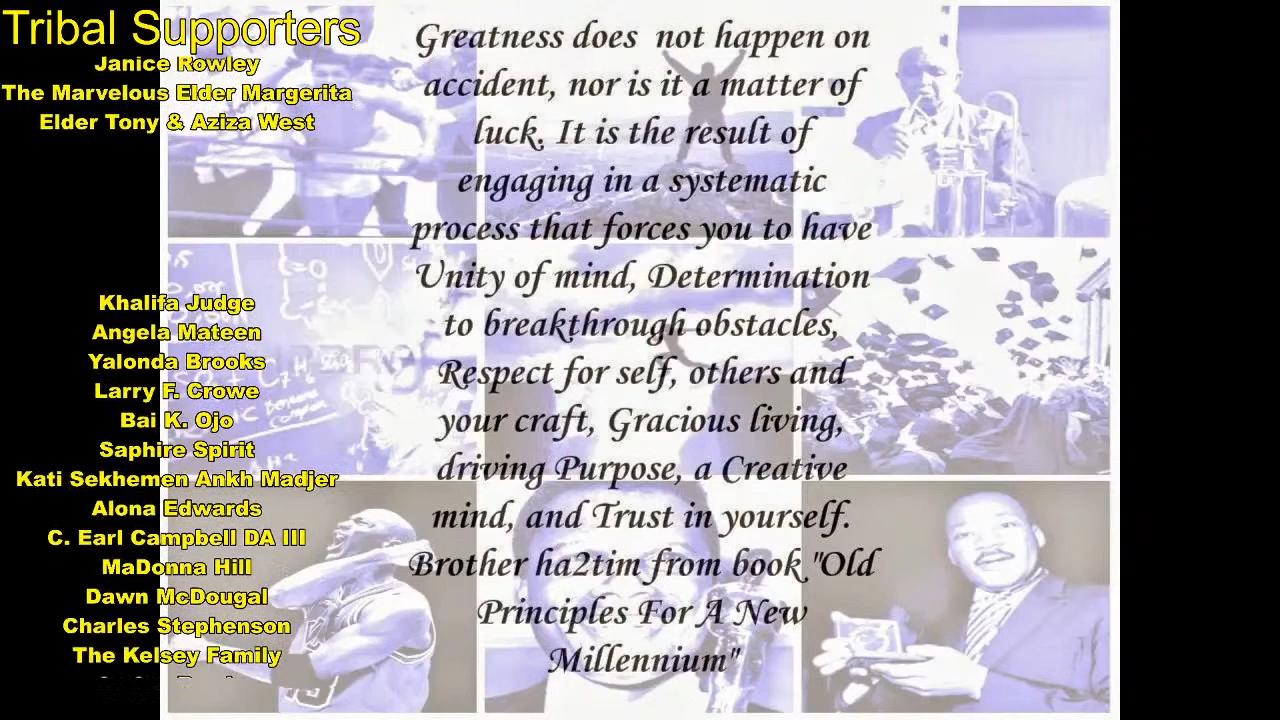 Tribal Supporters
Janice Rowley
The Marvelous Elder Margerita
Elder Tony & Aziza West
Khalifa Judge
Angela Mateen
Yalonda Brooks
Larry F. Crowe
Bai K. Ojo
Saphire Spirit
Kati Sekhemen Ankh Madjer
Alona Edwards
C. Earl Campbell DA III
MaDonna Hill
Dawn McDougal
Charles Stephenson
The Kelsey Family
Greatness does not happen on
accident, nor is it a matter of
luck. It is the result of
engaging in a systematic
process that forces you to have
Unity of mind, Determination
to breakthrough obstacles,
Respect for self, others and
your craft, Gracious living,
driving Purpose, a Creative
mind, and Trust in yourself.
Brother ha2tim from book "Old
Principles For A New
Millennium"